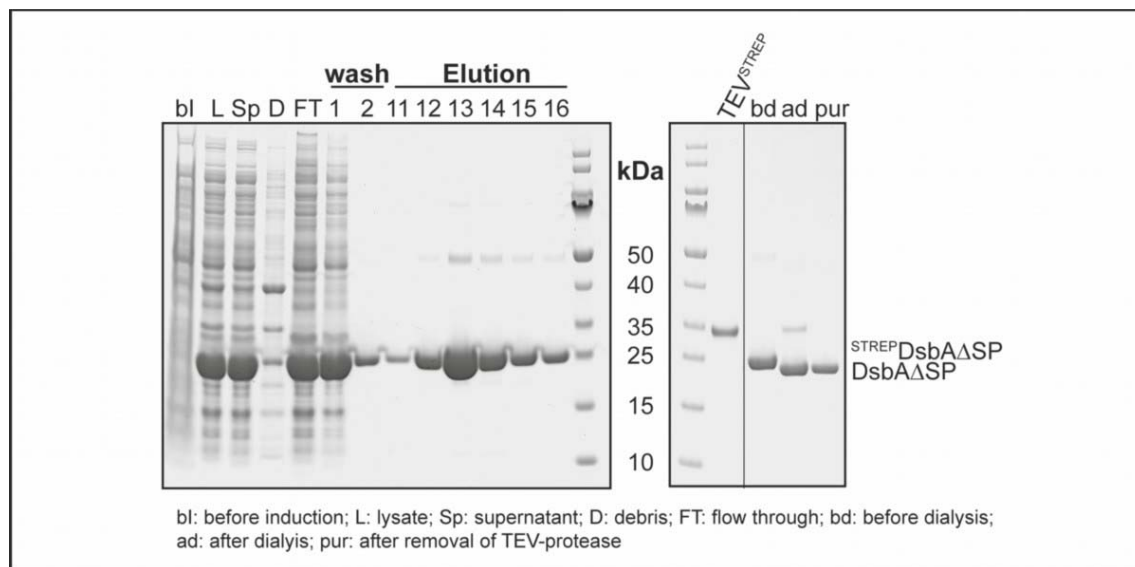 wash Elution
bI L Sp D FT 1 2 11 12 13 14 15 16
TEVSTREP bd ad pur
kDa
50
40
35
25
15
10
STREPDsbAΔSP
DsbAΔSP
bI: before induction; L: lysate; Sp: supernatant; D: debris; FT: flow through; bd: before dialysis;
ad: after dialyis; pur: after removal of TEV-protease